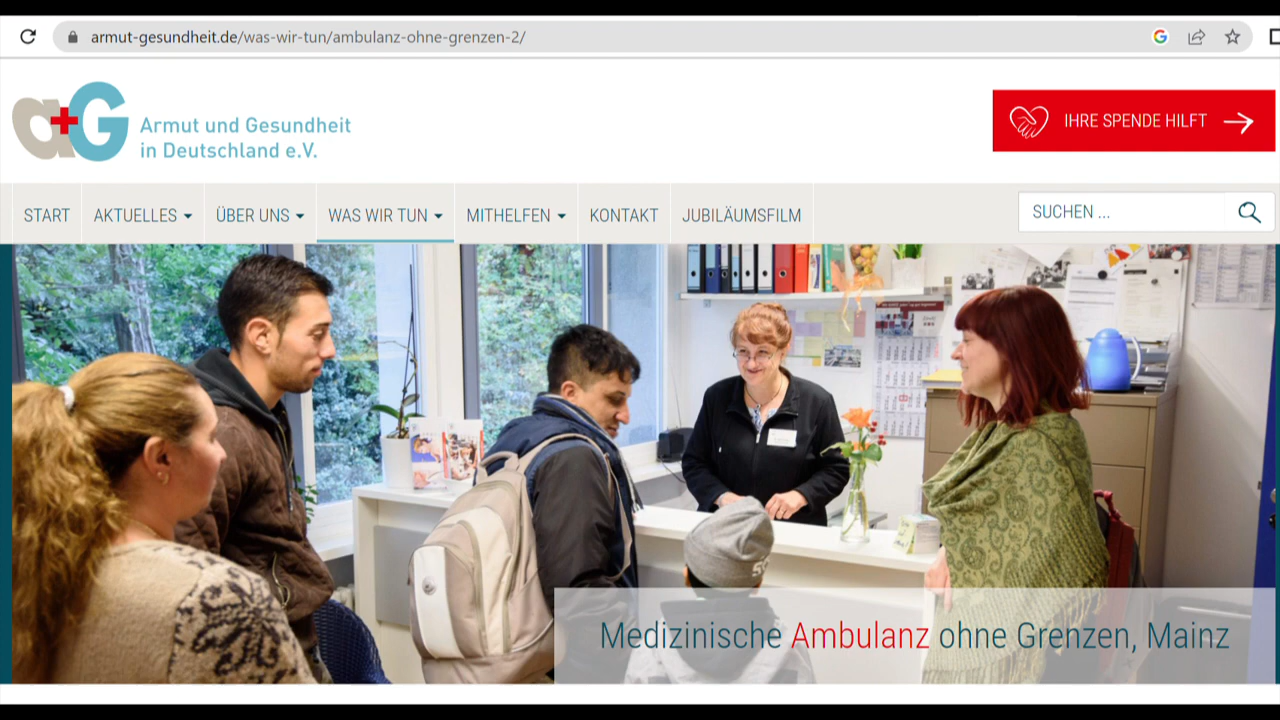 armut-gesundheit.de/was-wir-tun/ambulanz-ohne-grenzen-2/
a+G
Armut und Gesundheit
in Deutschland e.V.
IHRE SPENDE HILFT
START AKTUELLES ÜBER UNS WAS WIR TUN MITHELFEN KONTAKT JUBILÄUMSFILM SUCHEN ...
Medizinische Ambulanz ohne Grenzen, Mainz